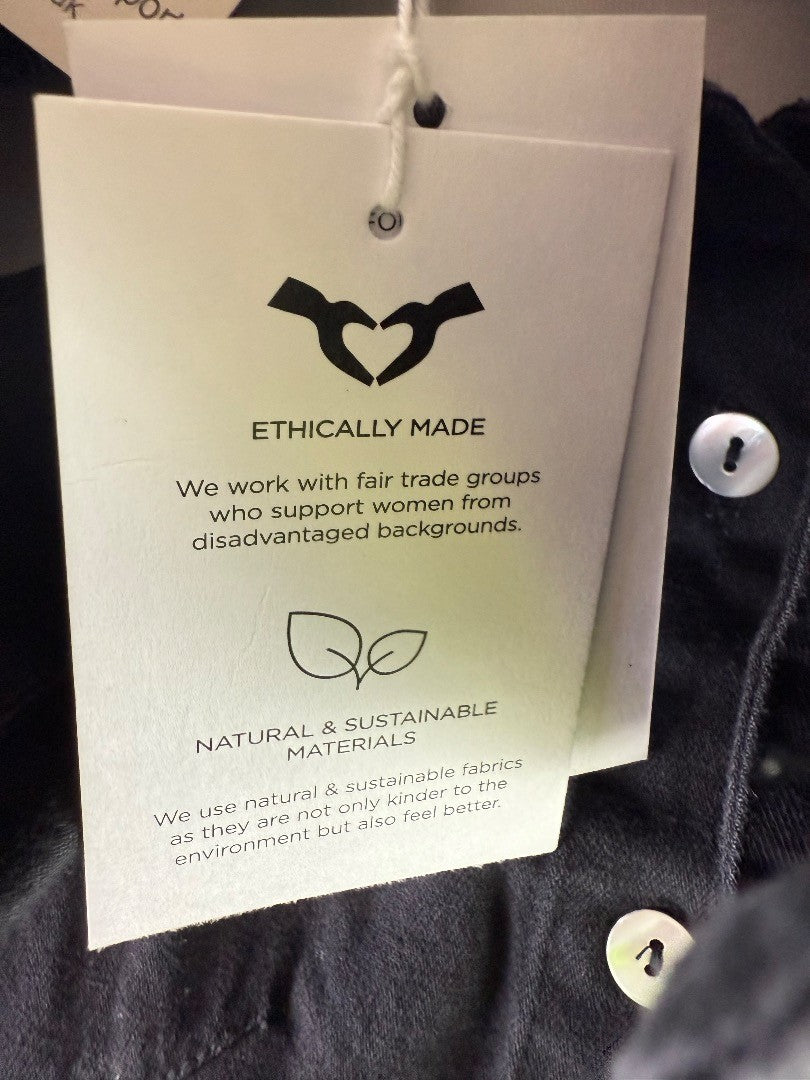 ETHICALLY MADE
We work with fair trade groups
who support women from
disadvantaged backgrounds.
NATURAL & SUSTAINABLE
MATERIALS
We use natural & sustainable fabrics
as they are not only kinder to the
environment but also feel better.